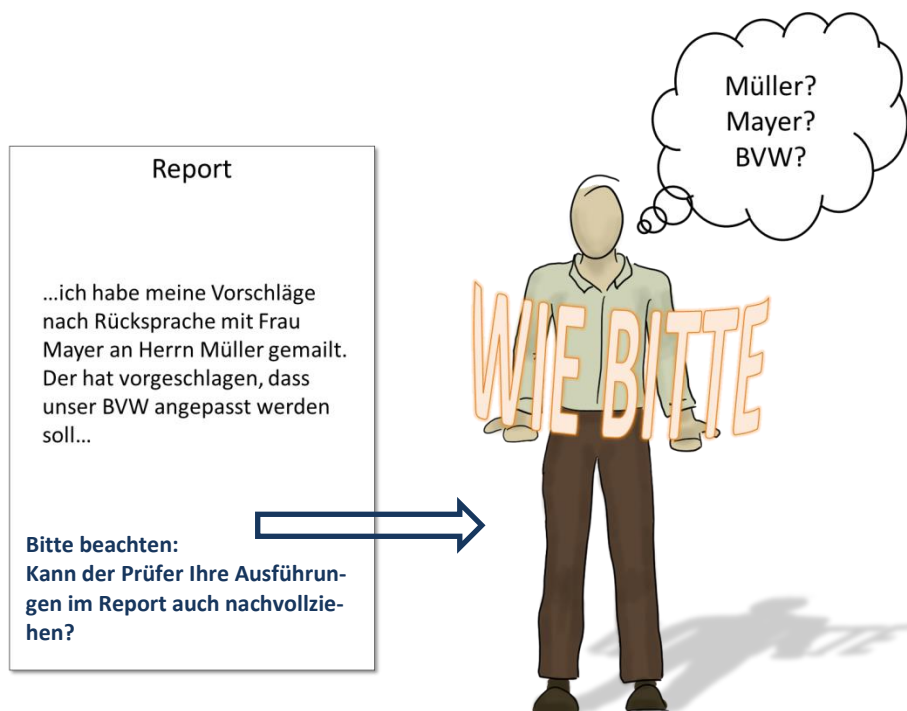 Report
...ich habe meine Vorschläge
nach Rücksprache mit Frau
Mayer an Herrn Müller gemailt.
Der hat vorgeschlagen, dass
unser BVW angepasst werden
soll...
Bitte beachten:
Kann der Prüfer Ihre Ausführun-
gen im Report auch nachvollzie-
hen?
Müller?
Mayer?
BVW?
WIE BITTE